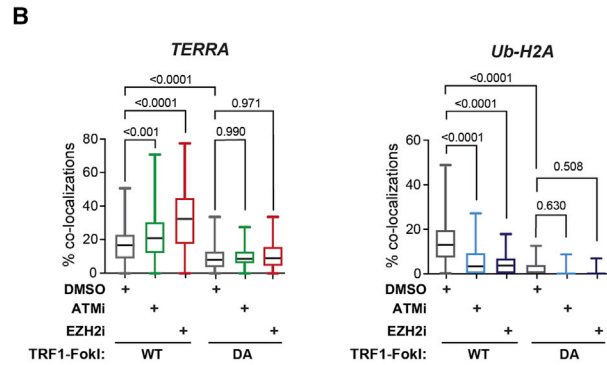 B
TERRA
Ub-H2A
<0.0001
<0.0001
<0.001
0.971
0.990
<0.0001
<0.0001
<0.0001
0.508
0.630
% co-localizations
80
60
40
20
0
% co-localizations
60
40
20
0
DMSO + +
ATMi + +
EZH2i + +
TRF1-FokI: WT DA
DMSO + +
ATMi + +
EZH2i + +
TRF1-FokI: WT DA